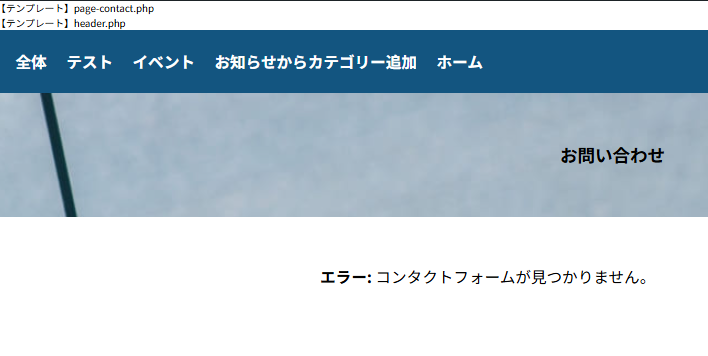 【テンプレート】page-contact.php
【テンプレート】header.php
全体 テスト イベント お知らせからカテゴリー追加 ホーム
お問い合わせ
エラー: コンタクトフォームが見つかりません。